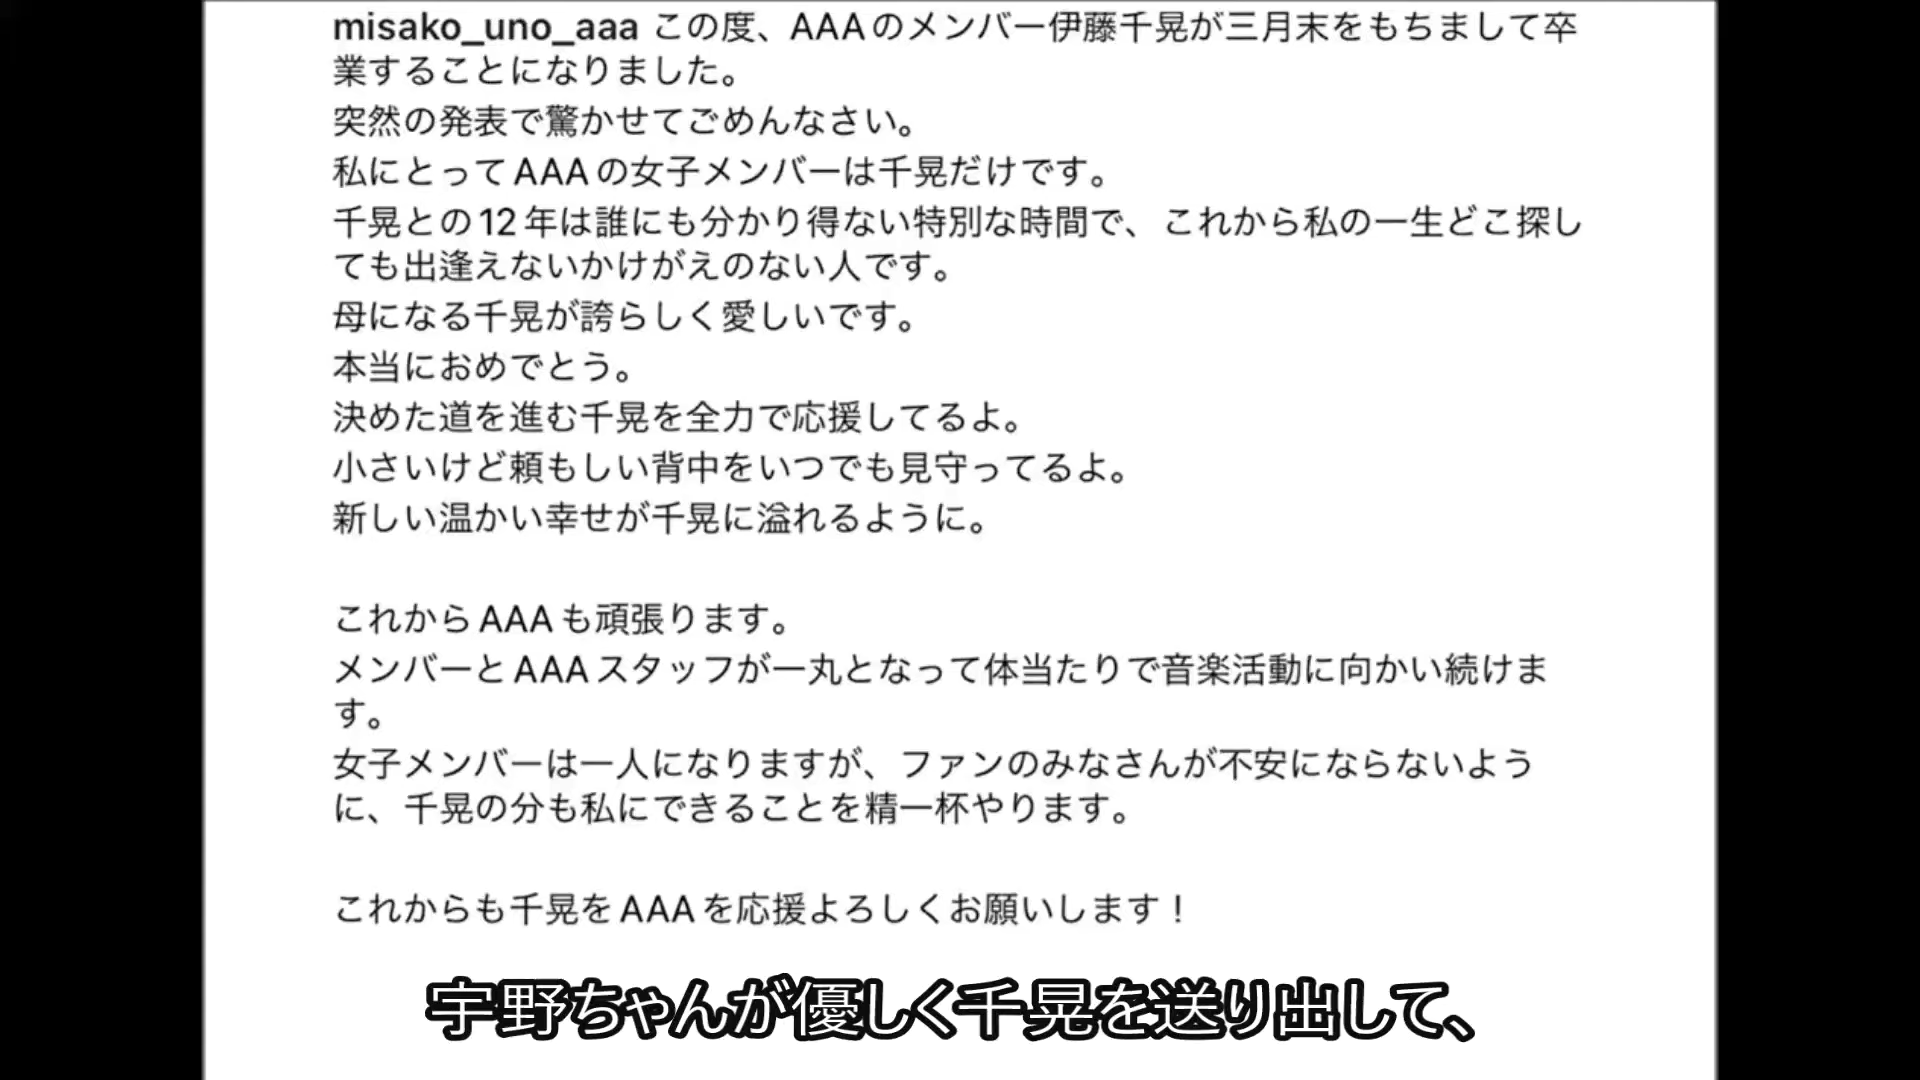 misako_uno_aaa この度、AAAのメンバー伊藤千晃が三月末をもちまして卒
業することになりました。
突然の発表で驚かせてごめんなさい。
私にとってAAAの女子メンバーは千晃だけです。
千晃との12年は誰にも分かり得ない特別な時間で、これから私の一生どこ探し
ても出逢えないかけがえのない人です。
母になる千晃が誇らしく愛しいです。
本当におめでとう。
決めた道を進む千晃を全力で応援してるよ。
小さいけど頼もしい背中をいつでも見守ってるよ。
新しい温かい幸せが千晃に溢れるように。
これからAAAも頑張ります。
メンバーとAAAスタッフが一丸となって体当たりで音楽活動に向かい続けま
す。
女子メンバーは一人になりますが、ファンのみなさんが不安にならないよう
に、千晃の分も私にできることを精一杯やります。
これからも千晃をAAAを応援よろしくお願いします！
宇野ちゃんが優しく千晃を送り出して、